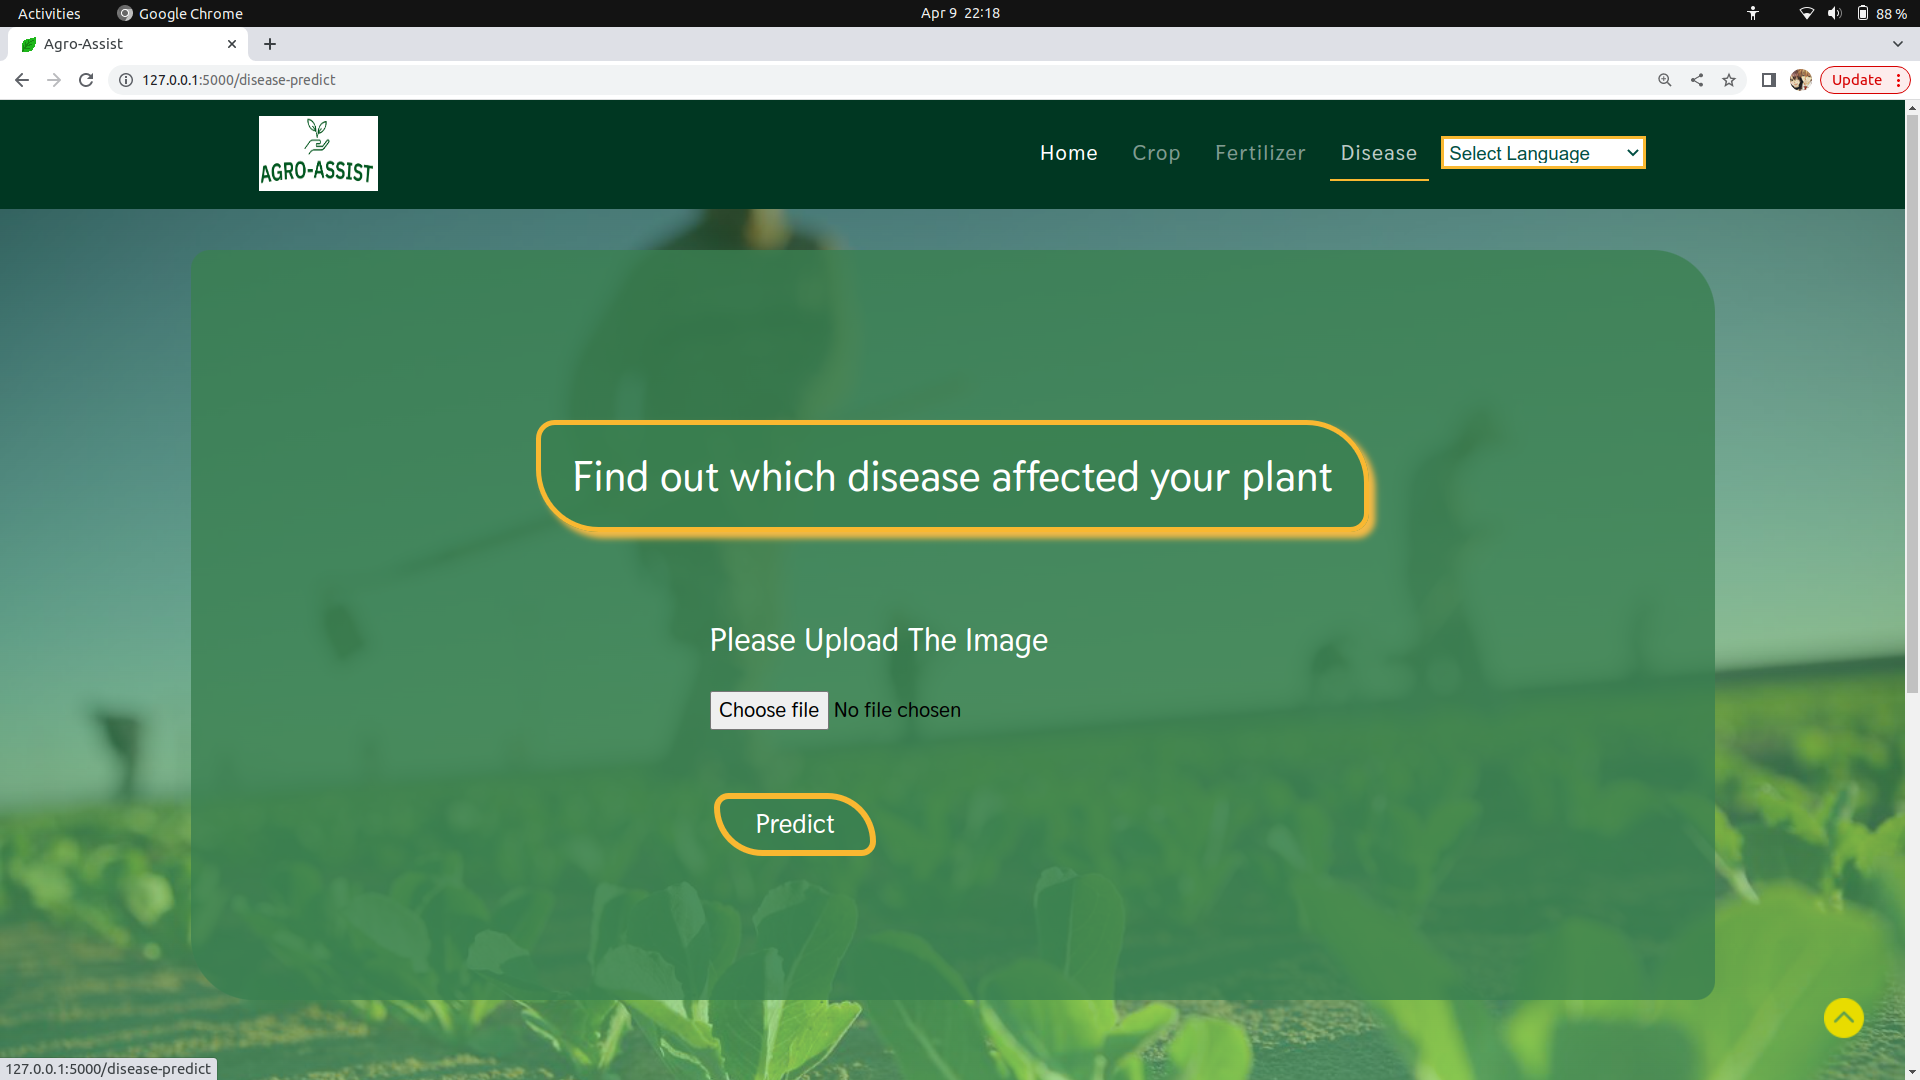 Activities Google Chrome Apr 9 22:18 88 %
Agro-Assist
127.0.0.1:5000/disease-predict Update
AGRO-ASSIST
Home Crop Fertilizer Disease Select Language
Find out which disease affected your plant
Please Upload The Image
Choose file No file chosen
Predict
127.0.0.1:5000/disease-predict